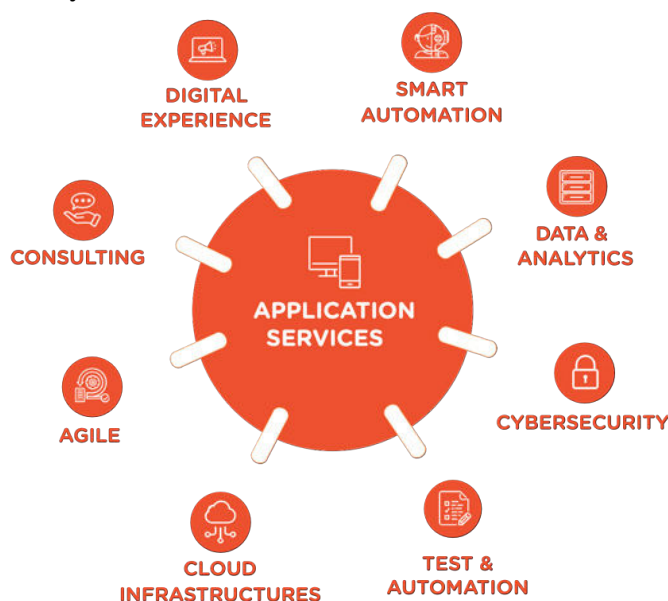 DIGITAL
EXPERIENCE
SMART
AUTOMATION
DATA &
ANALYTICS
CYBERSECURITY
TEST &
AUTOMATION
CLOUD
INFRASTRUCTURES
AGILE
CONSULTING
APPLICATION
SERVICES